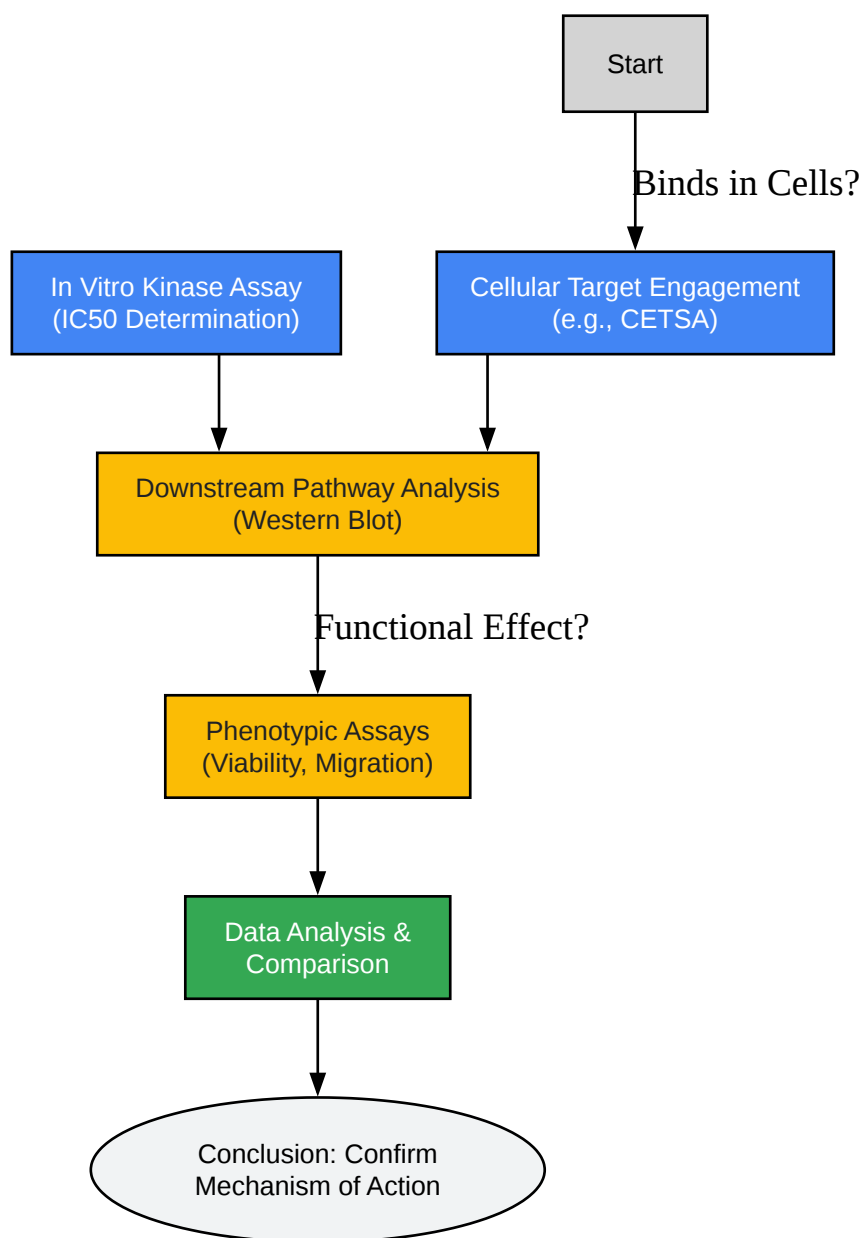 Start
Binds in Cells?
In Vitro Kinase Assay
(IC50 Determination)
Cellular Target Engagement
(e.g., CETSA)
Downstream Pathway Analysis
(Western Blot)
Functional Effect?
Phenotypic Assays
(Viability, Migration)
Data Analysis &
Comparison
Conclusion: Confirm
Mechanism of Action